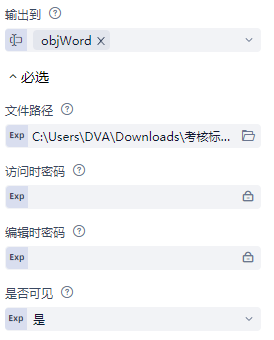 输出到
objWord ×
必选
文件路径
Exp C:\Users\DVA\Downloads\考核标...
访问时密码
Exp
编辑时密码
Exp
是否可见
Exp 是